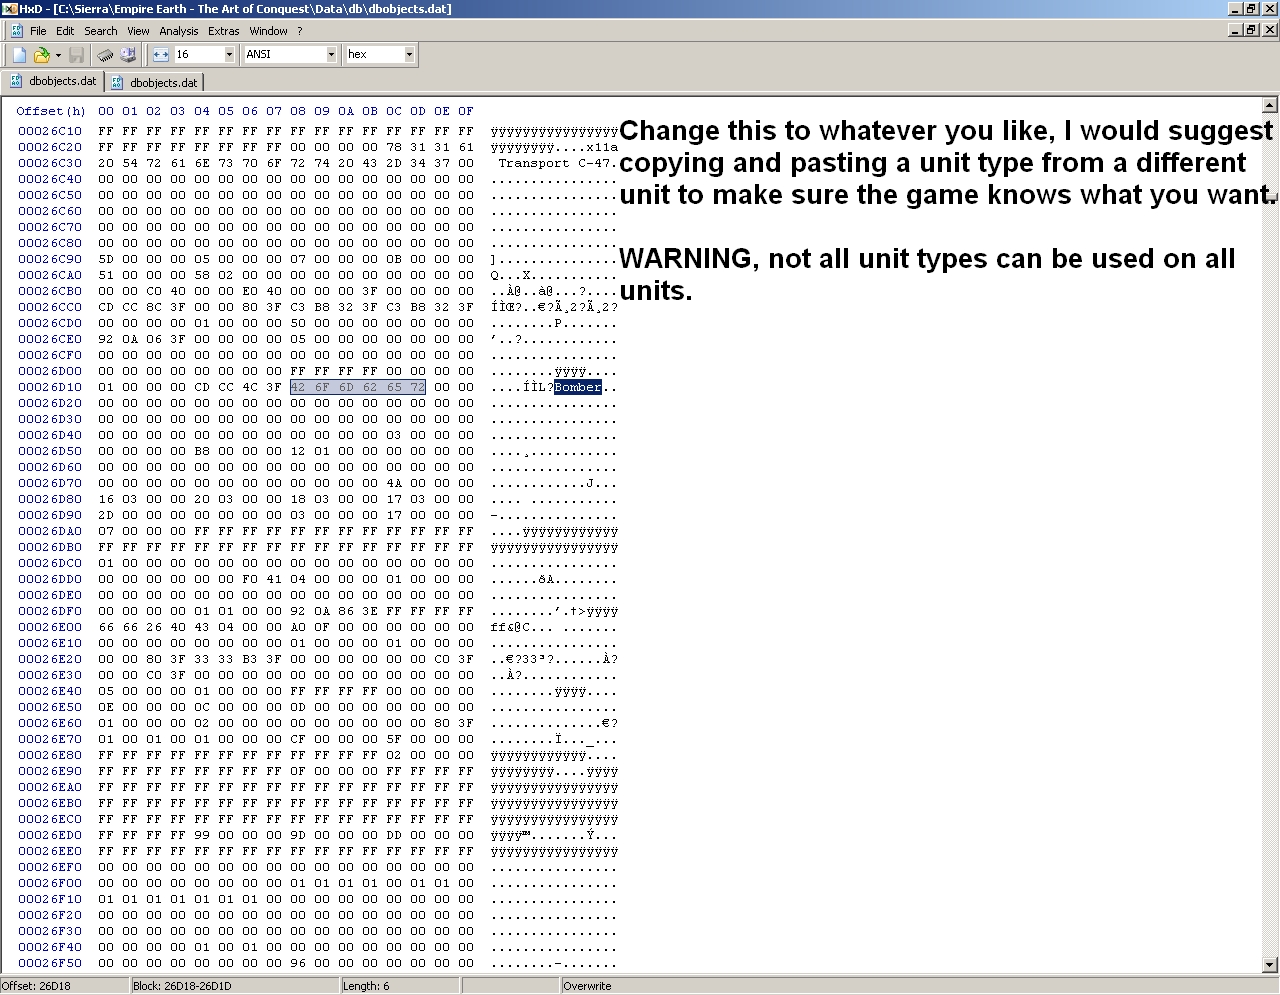 HxD - [C:\Sierra\Empire Earth - The Art of Conquest\Data\db\dbobjects.dat]
File Edit Search View Analysis Extras Window ?
16 ANSI hex
dbobjects.dat dbobjects.dat
Offset(h) 00 01 02 03 04 05 06 07 08 09 0A 0B 0C 0D 0E 0F
00026C10 FF FF FF FF FF FF FF FF FF FF FF FF FF FF FF FF ÿÿÿÿÿÿÿÿÿÿÿÿÿÿÿÿ
00026C20 FF FF FF FF FF FF FF FF 00 00 00 00 78 31 31 61 ÿÿÿÿÿÿÿÿ....x11a
00026C30 20 54 72 61 6E 73 70 6F 72 74 20 43 2D 34 37 00 Transport C-47.
00026C40 00 00 00 00 00 00 00 00 00 00 00 00 00 00 00 00 ................
00026C50 00 00 00 00 00 00 00 00 00 00 00 00 00 00 00 00 ................
00026C60 00 00 00 00 00 00 00 00 00 00 00 00 00 00 00 00 ................
00026C70 00 00 00 00 00 00 00 00 00 00 00 00 00 00 00 00 ................
00026C80 00 00 00 00 00 00 00 00 00 00 00 00 00 00 00 00 ................
00026C90 5D 00 00 00 05 00 00 00 07 00 00 00 0B 00 00 00 ]...............
00026CA0 51 00 00 00 58 02 00 00 00 00 00 00 00 00 00 00 Q...X...........
00026CB0 00 00 C0 40 00 00 E0 40 00 00 00 3F 00 00 00 00 ..À@..à@...?....
00026CC0 CD CC 8C 3F 00 00 80 3F C3 B8 32 3F C3 B8 32 3F ÍÌŒ?..€?Ã¸2?Ã¸2?
00026CD0 00 00 00 00 01 00 00 00 50 00 00 00 00 00 00 00 ........P.......
00026CE0 92 0A 06 3F 00 00 00 00 05 00 00 00 00 00 00 00 ’..?............
00026CF0 00 00 00 00 00 00 00 00 00 00 00 00 00 00 00 00 ................
00026D00 00 00 00 00 00 00 00 00 FF FF FF FF 00 00 00 00 ........ÿÿÿÿ....
00026D10 01 00 00 00 CD CC 4C 3F 42 6F 6D 62 65 72 00 00 ....ÍÌL?Bomber..
00026D20 00 00 00 00 00 00 00 00 00 00 00 00 00 00 00 00 ................
00026D30 00 00 00 00 00 00 00 00 00 00 00 00 00 00 00 00 ................
00026D40 00 00 00 00 00 00 00 00 00 00 00 00 03 00 00 00 ................
00026D50 00 00 00 00 B8 00 00 00 12 01 00 00 00 00 00 00 ....¸...........
00026D60 00 00 00 00 00 00 00 00 00 00 00 00 00 00 00 00 ................
00026D70 00 00 00 00 00 00 00 00 00 00 00 00 4A 00 00 00 ............J...
00026D80 16 03 00 00 20 03 00 00 18 03 00 00 17 03 00 00 .... ...........
00026D90 2D 00 00 00 00 00 00 00 03 00 00 00 17 00 00 00 -...............
00026DA0 07 00 00 00 FF FF FF FF FF FF FF FF FF FF FF FF ....ÿÿÿÿÿÿÿÿÿÿÿÿ
00026DB0 FF FF FF FF FF FF FF FF FF FF FF FF FF FF FF FF ÿÿÿÿÿÿÿÿÿÿÿÿÿÿÿÿ
00026DC0 01 00 00 00 00 00 00 00 00 00 00 00 00 00 00 00 ................
00026DD0 00 00 00 00 00 00 F0 41 04 00 00 00 01 00 00 00 ......ðA........
00026DE0 00 00 00 00 00 00 00 00 00 00 00 00 00 00 00 00 ................
00026DF0 00 00 00 00 01 01 00 00 92 0A 86 3E FF FF FF FF ........’.†>ÿÿÿÿ
00026E00 66 66 26 40 43 04 00 00 A0 0F 00 00 00 00 00 00 ff&@C... .......
00026E10 00 00 00 00 00 00 00 00 01 00 00 00 01 00 00 00 ................
00026E20 00 00 80 3F 33 33 B3 3F 00 00 00 00 00 00 C0 3F ..€?33³?......À?
00026E30 00 00 C0 3F 00 00 00 00 00 00 00 00 00 00 00 00 ..À?............
00026E40 05 00 00 00 01 00 00 00 FF FF FF FF 00 00 00 00 ........ÿÿÿÿ....
00026E50 0E 00 00 00 0C 00 00 00 0D 00 00 00 00 00 00 00 ................
00026E60 01 00 00 00 02 00 00 00 00 00 00 00 00 00 80 3F ..............€?
00026E70 01 00 01 00 01 00 00 00 CF 00 00 00 5F 00 00 00 ........Ï..._...
00026E80 FF FF FF FF FF FF FF FF FF FF FF FF 02 00 00 00 ÿÿÿÿÿÿÿÿÿÿÿÿ....
00026E90 FF FF FF FF FF FF FF FF 0F 00 00 00 FF FF FF FF ÿÿÿÿÿÿÿÿ....ÿÿÿÿ
00026EA0 FF FF FF FF FF FF FF FF FF FF FF FF FF FF FF FF ÿÿÿÿÿÿÿÿÿÿÿÿÿÿÿÿ
00026EB0 FF FF FF FF FF FF FF FF FF FF FF FF FF FF FF FF ÿÿÿÿÿÿÿÿÿÿÿÿÿÿÿÿ
00026EC0 FF FF FF FF FF FF FF FF FF FF FF FF FF FF FF FF ÿÿÿÿÿÿÿÿÿÿÿÿÿÿÿÿ
00026ED0 FF FF FF FF 99 00 00 00 9D 00 00 00 DD 00 00 00 ÿÿÿÿ™.......Ý...
00026EE0 FF FF FF FF FF FF FF FF FF FF FF FF FF FF FF FF ÿÿÿÿÿÿÿÿÿÿÿÿÿÿÿÿ
00026EF0 00 00 00 00 00 00 00 00 00 00 00 00 00 00 00 00 ................
00026F00 00 00 00 00 00 00 00 00 01 01 01 01 00 01 01 00 ................
00026F10 01 01 01 01 01 01 01 00 00 00 00 00 00 00 00 00 ................
00026F20 00 00 00 00 00 00 00 00 00 00 00 00 00 00 00 00 ................
00026F30 00 00 00 00 00 00 00 00 00 00 00 00 00 00 00 00 ................
00026F40 00 00 00 00 01 00 01 00 00 00 00 00 00 00 00 00 ................
00026F50 00 00 00 00 00 00 00 00 96 00 00 00 00 00 00 00 ........–.......
Change this to whatever you like, I would suggest
copying and pasting a unit type from a different
unit to make sure the game knows what you want.
WARNING, not all unit types can be used on all
units.
Offset: 26D18 Block: 26D18-26D1D Length: 6 Overwrite